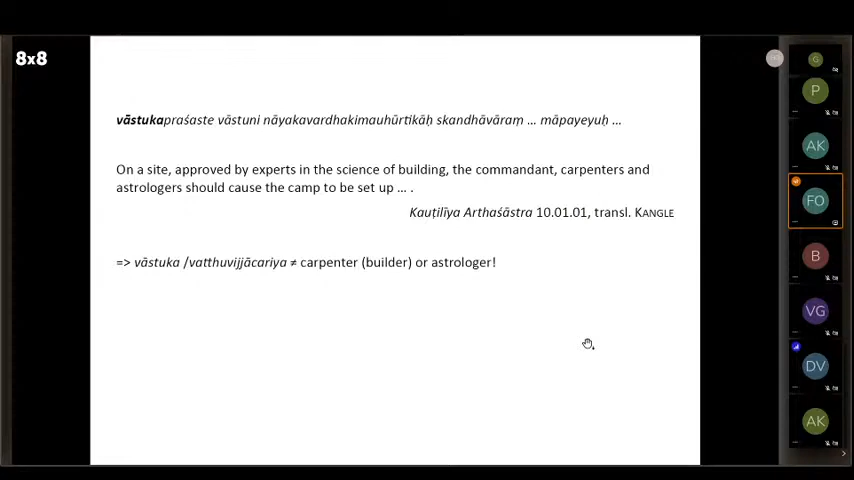 8x8
vāstukapraśaste vāstuni nāyakavardhakimauhūrtikāḥ skandhāvāraṃ … māpayeyuḥ …
On a site, approved by experts in the science of building, the commandant, carpenters and
astrologers should cause the camp to be set up … .
Kauṭilīya Arthaśāstra 10.01.01, transl. KANGLE
=> vāstuka /vatthuvijjācariya ≠ carpenter (builder) or astrologer!
G
P
AK
FO
B
VG
DV
AK